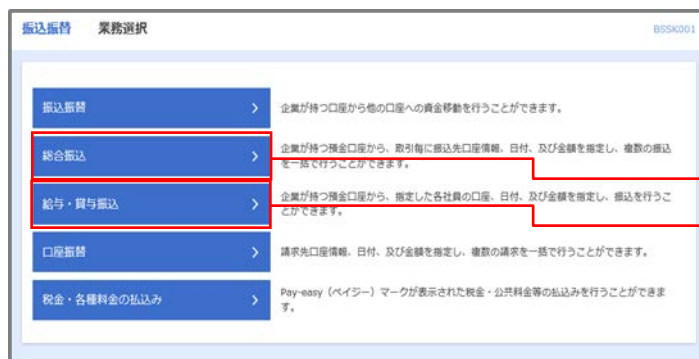 振込振替 業務選択 BSSK001
振込振替 企業が持つ口座から他の口座への資金移動を行うことができます。
総合振込 企業が持つ預金口座から、取引毎に振込先口座情報、日付、及び金額を指定し、複数の振込
を一括で行うことができます。
給与・賞与振込 企業が持つ預金口座から、指定した各社員の口座、日付、及び金額を指定し、振込を行うこ
とができます。
口座振替 請求先口座情報、日付、及び金額を指定し、複数の請求を一括で行うことができます。
税金・各種料金の払込み Pay-easy（ペイジー）マークが表示された税金・公共料金等の払込みを行うことができま
す。